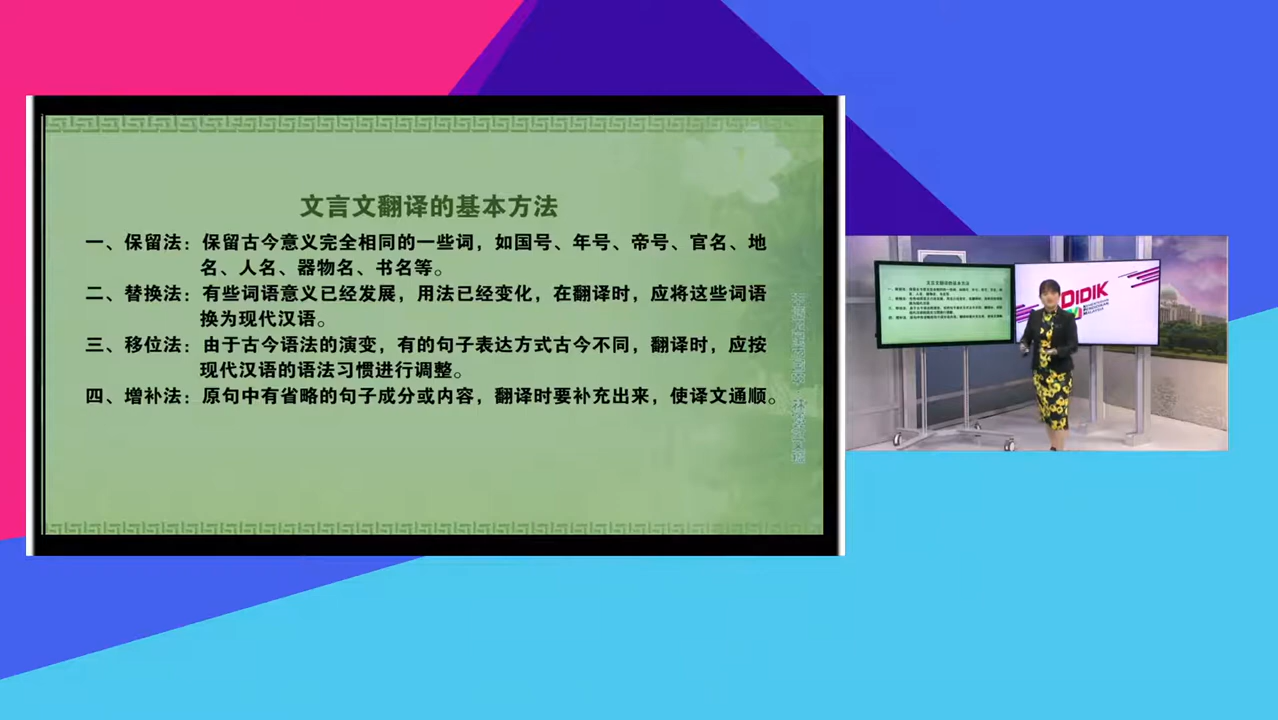 文言文翻译的基本方法
一、保留法：保留古今意义完全相同的一些词，如国号、年号、帝号、官名、地
名、人名、器物名、书名等。
二、替换法：有些词语意义已经发展，用法已经变化，在翻译时，应将这些词语
换为现代汉语。
三、移位法：由于古今语法的演变，有的句子表达方式古今不同，翻译时，应按
现代汉语的语法习惯进行调整。
四、增补法：原句中有省略的句子成分或内容，翻译时要补充出来，使译文通顺。
DIDIK